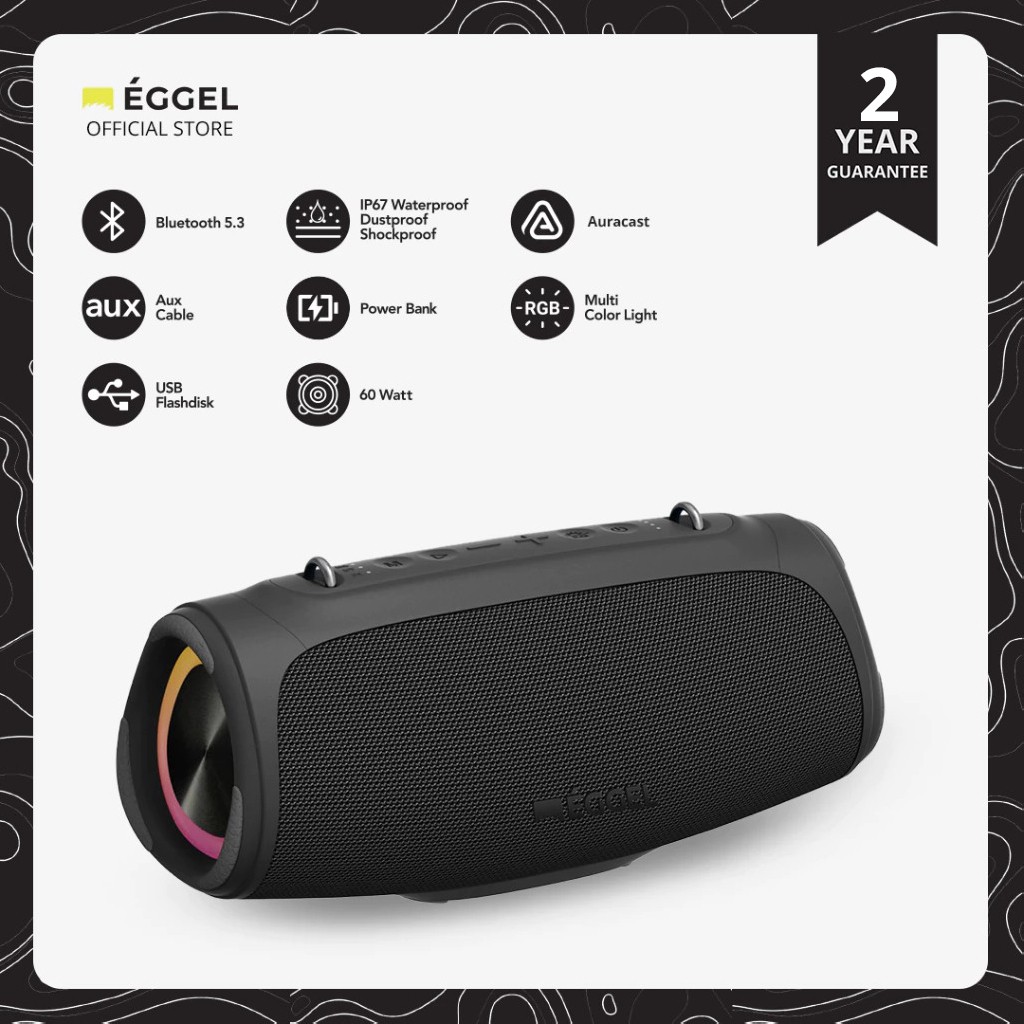 ÉGGEL
OFFICIAL STORE
2
YEAR
GUARANTEE
Bluetooth 5.3
IP67 Waterproof
Dustproof
Shockproof
Auracast
aux
Aux
Cable
Power Bank
-RGB-
Multi
Color Light
USB
Flashdisk
60 Watt
ÉGGEL